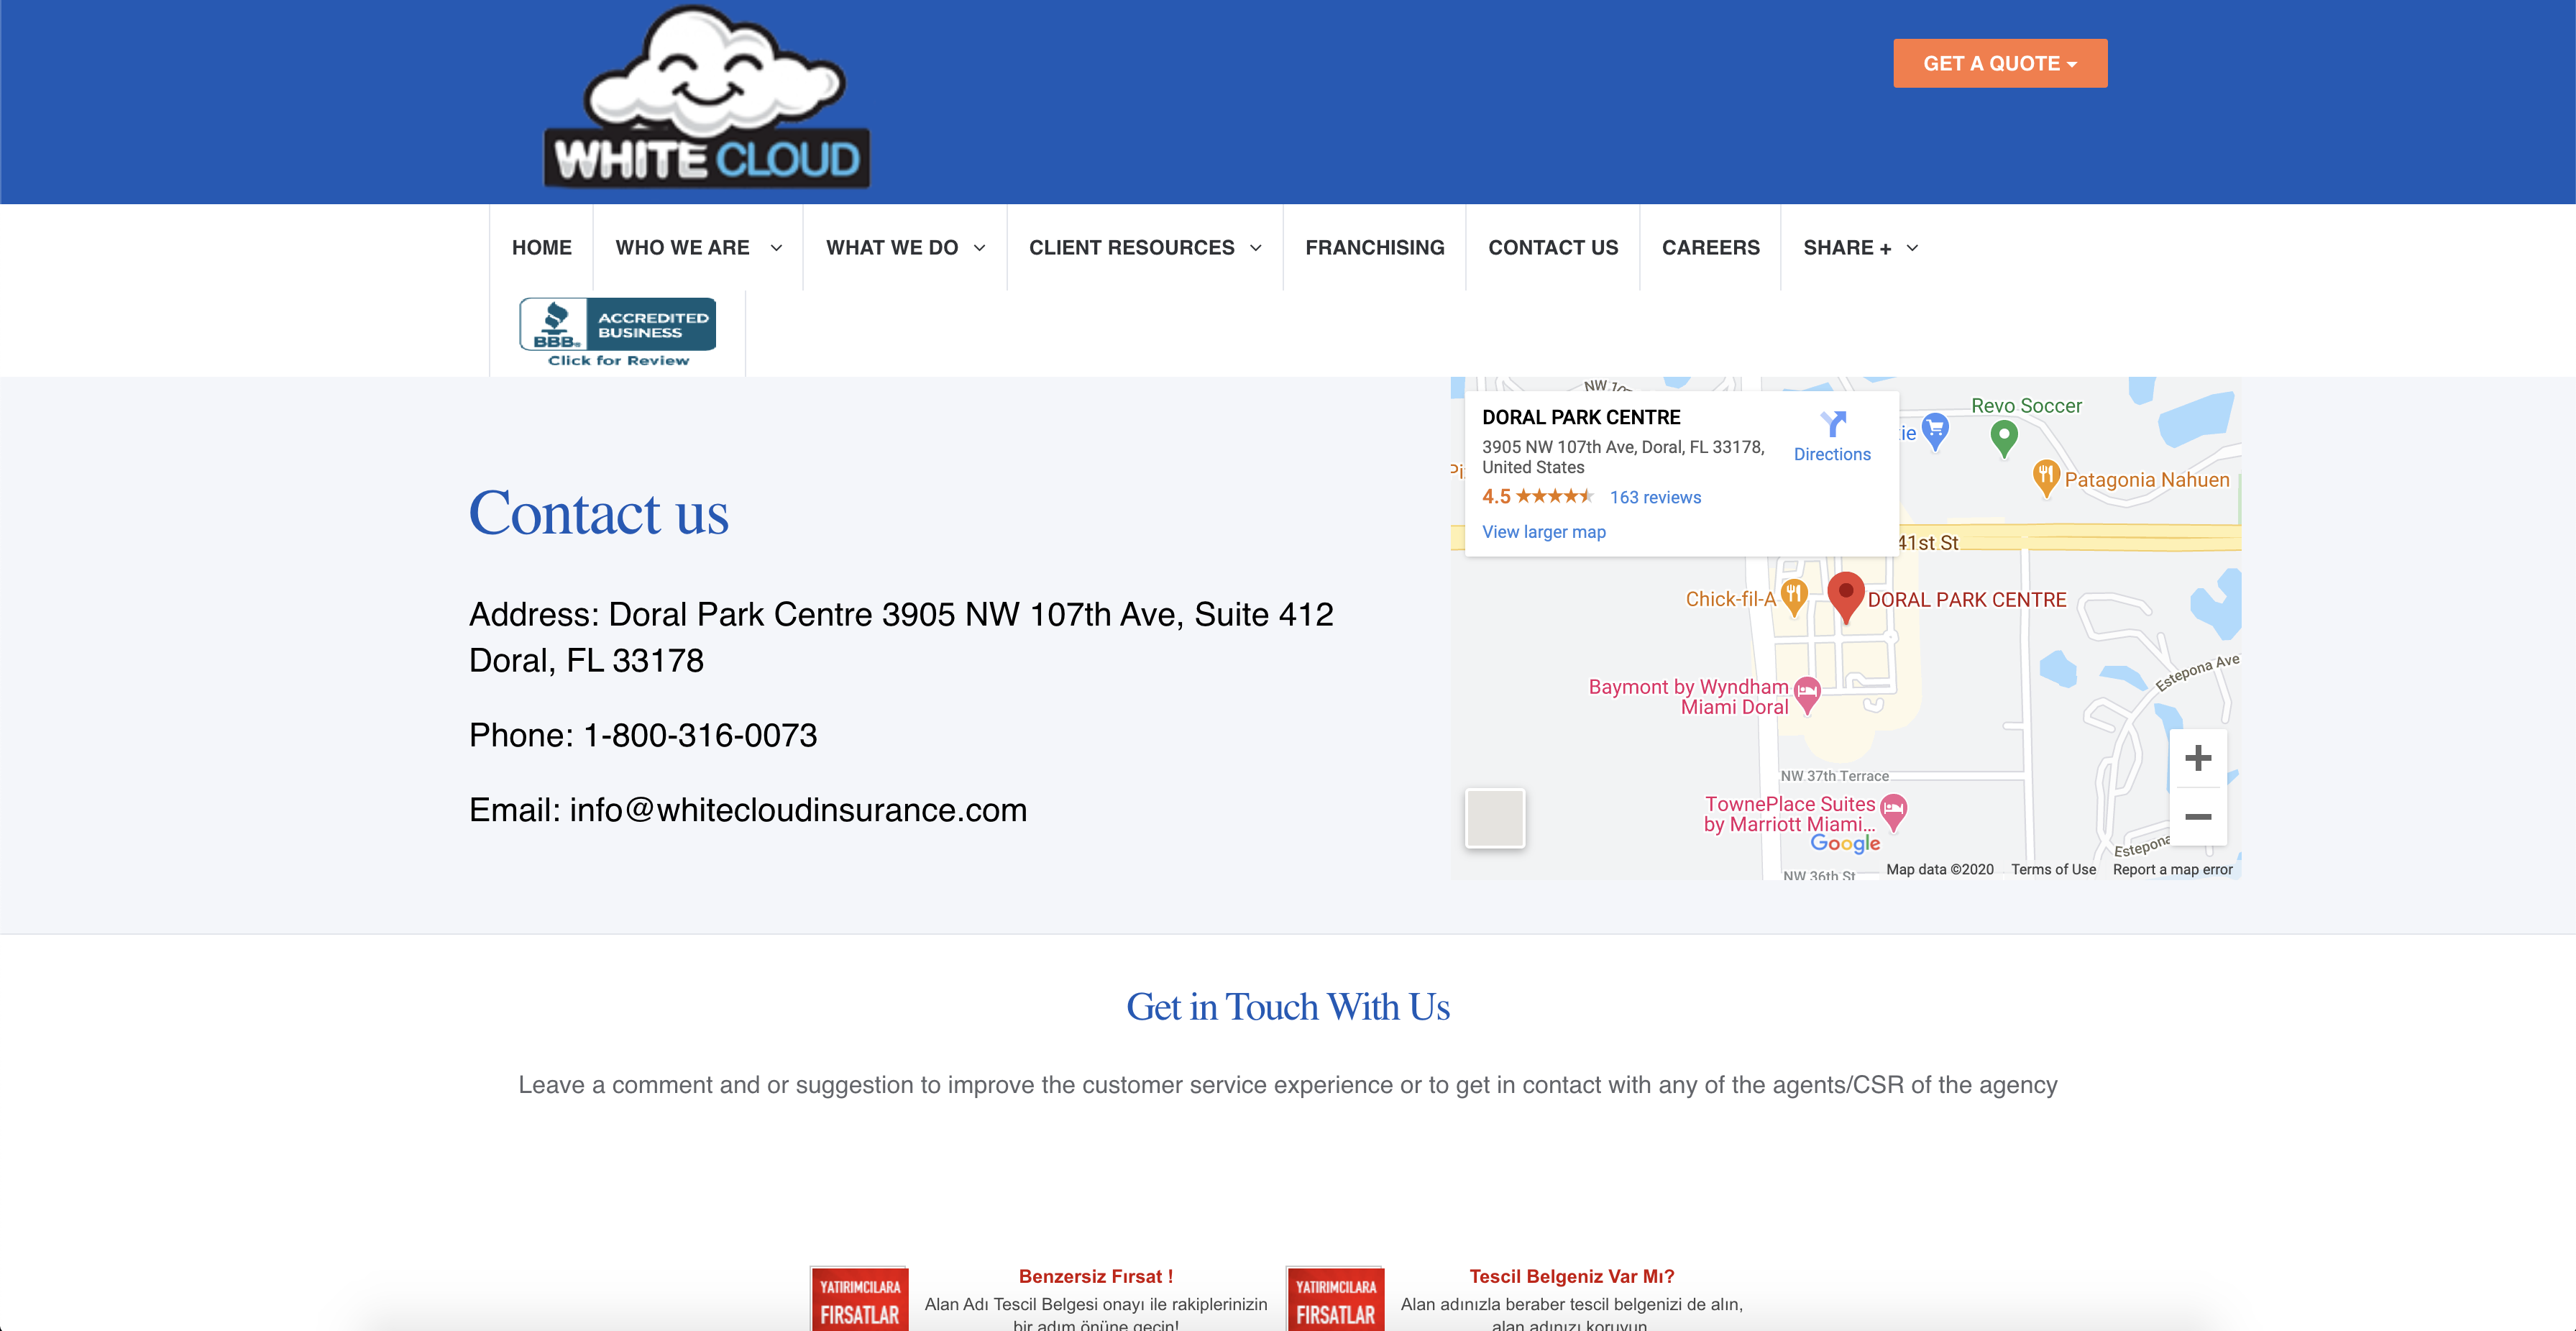 WHITE CLOUD
GET A QUOTE
HOME
WHO WE ARE
WHAT WE DO
CLIENT RESOURCES
FRANCHISING
CONTACT US
CAREERS
SHARE +
BBB
ACCREDITED
BUSINESS
Click for Review
Contact us
Address: Doral Park Centre 3905 NW 107th Ave, Suite 412
Doral, FL 33178
Phone: 1-800-316-0073
Email: info@whitecloudinsurance.com
DORAL PARK CENTRE
3905 NW 107th Ave, Doral, FL 33178,
United States
Directions
4.5
163 reviews
View larger map
Revo Soccer
Patagonia Nahuen
41st St
Chick-fil-A
DORAL PARK CENTRE
Estepona Ave
Baymont by Wyndham
Miami Doral
NW 37th Terrace
TownePlace Suites
by Marriott Miami...
Google
Estepona
NW 36th St
Map data ©2020
Terms of Use
Report a map error
Get in Touch With Us
Leave a comment and or suggestion to improve the customer service experience or to get in contact with any of the agents/CSR of the agency
YATIRIMCILARA
FIRSATLAR
Benzersiz Fırsat !
Alan Adı Tescil Belgesi onayı ile rakiplerinizin
bir adım önüne geçin!
YATIRIMCILARA
FIRSATLAR
Tescil Belgeniz Var Mı?
Alan adınızla beraber tescil belgenizi de alın,
alan adınızı koruyun